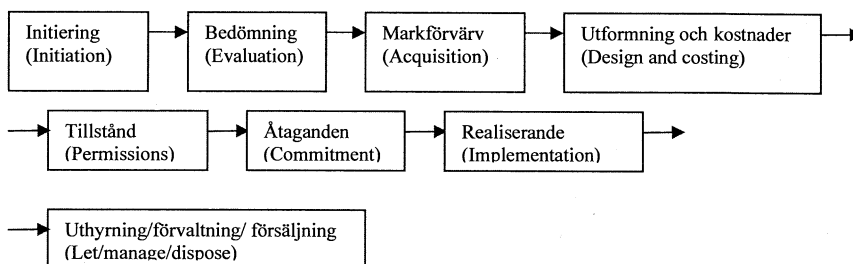 Initiering
(Initiation)
Bedömning
(Evaluation)
Markförvärv
(Acquisition)
Utformning och kostnader
(Design and costing)
Tillstånd
(Permissions)
Åtaganden
(Commitment)
Realiserande
(Implementation)
Uthyrning/förvaltning/ försäljning
(Let/manage/dispose)